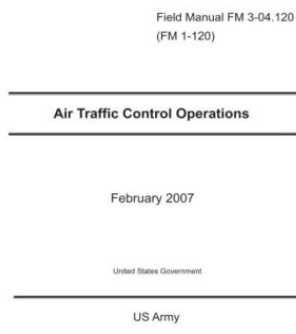 Field Manual FM 3-04.120
(FM 1-120)
Air Traffic Control Operations
February 2007
United States Government
US Army